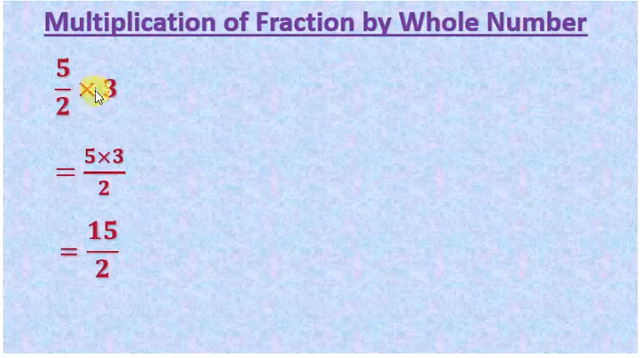 Multiplication of Fraction by Whole Number
5/2 × 3
= 5×3/2
= 15/2